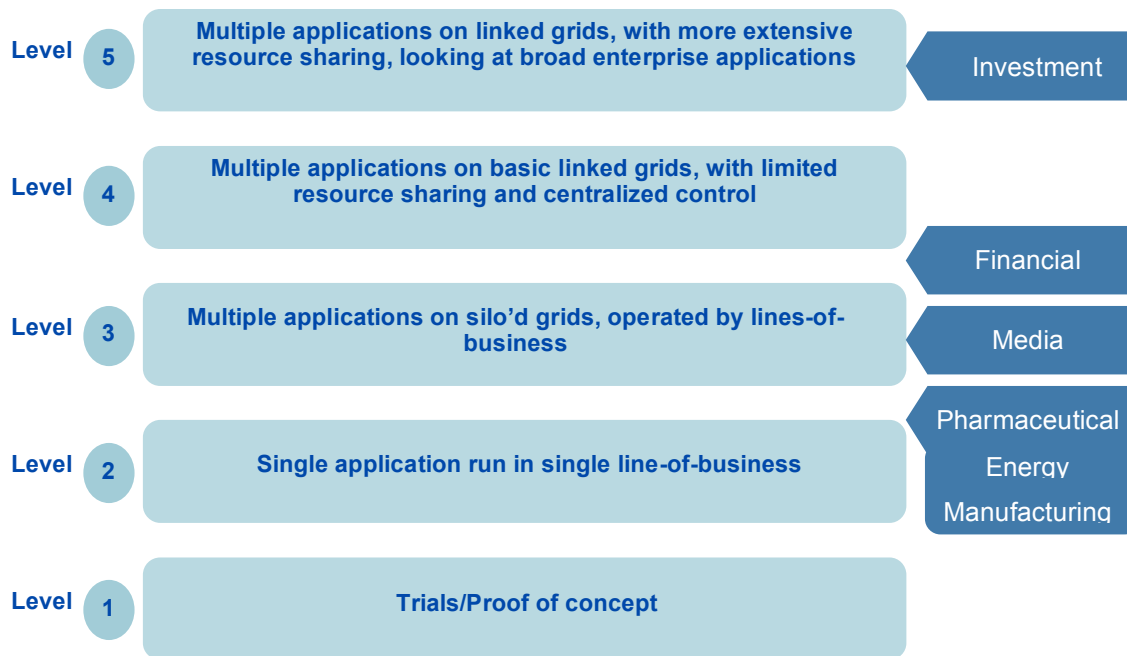 Level 5
Multiple applications on linked grids, with more extensive
resource sharing, looking at broad enterprise applications
Investment
Level 4
Multiple applications on basic linked grids, with limited
resource sharing and centralized control
Financial
Level 3
Multiple applications on silo’d grids, operated by lines-of-
business
Media
Pharmaceutical
Level 2
Single application run in single line-of-business
Energy
Manufacturing
Level 1
Trials/Proof of concept